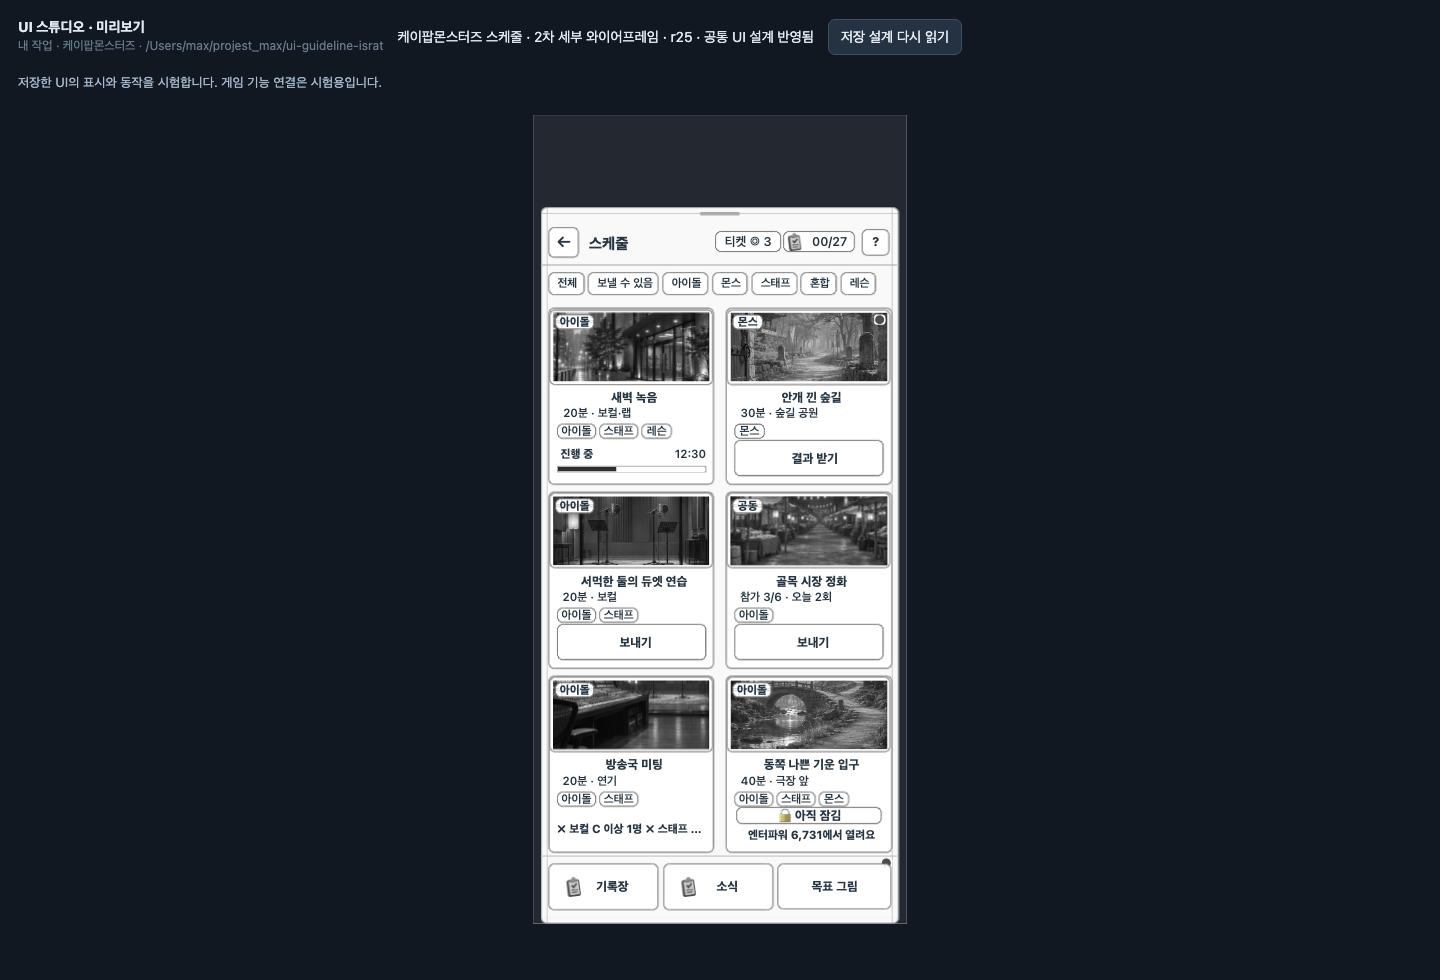 UI 스튜디오 · 미리보기
내 작업 · 케이팝몬스터즈 · /Users/max/projest_max/ui-guideline-israt
케이팝몬스터즈 스케줄 · 2차 세부 와이어프레임 · r25 · 공통 UI 설계 반영됨
저장 설계 다시 읽기
저장한 UI의 표시와 동작을 시험합니다. 게임 기능 연결은 시험용입니다.
스케줄
티켓 ◎ 3
00/27
?
전체 보낼 수 있음 아이돌 몬스 스태프 혼합 레슨
아이돌
새벽 녹음
20분 · 보컬·랩
아이돌 스태프 레슨
진행 중 12:30
몬스
안개 낀 숲길
30분 · 숲길 공원
몬스
결과 받기
아이돌
서먹한 둘의 듀엣 연습
20분 · 보컬
아이돌 스태프
보내기
공동
골목 시장 정화
참가 3/6 · 오늘 2회
아이돌
보내기
아이돌
방송국 미팅
20분 · 연기
아이돌 스태프
✕ 보컬 C 이상 1명 ✕ 스태프 ...
아이돌
동쪽 나쁜 기운 입구
40분 · 극장 앞
아이돌 스태프 몬스
아직 잠김
엔터파워 6,731에서 열려요
기록장
소식
목표 그림